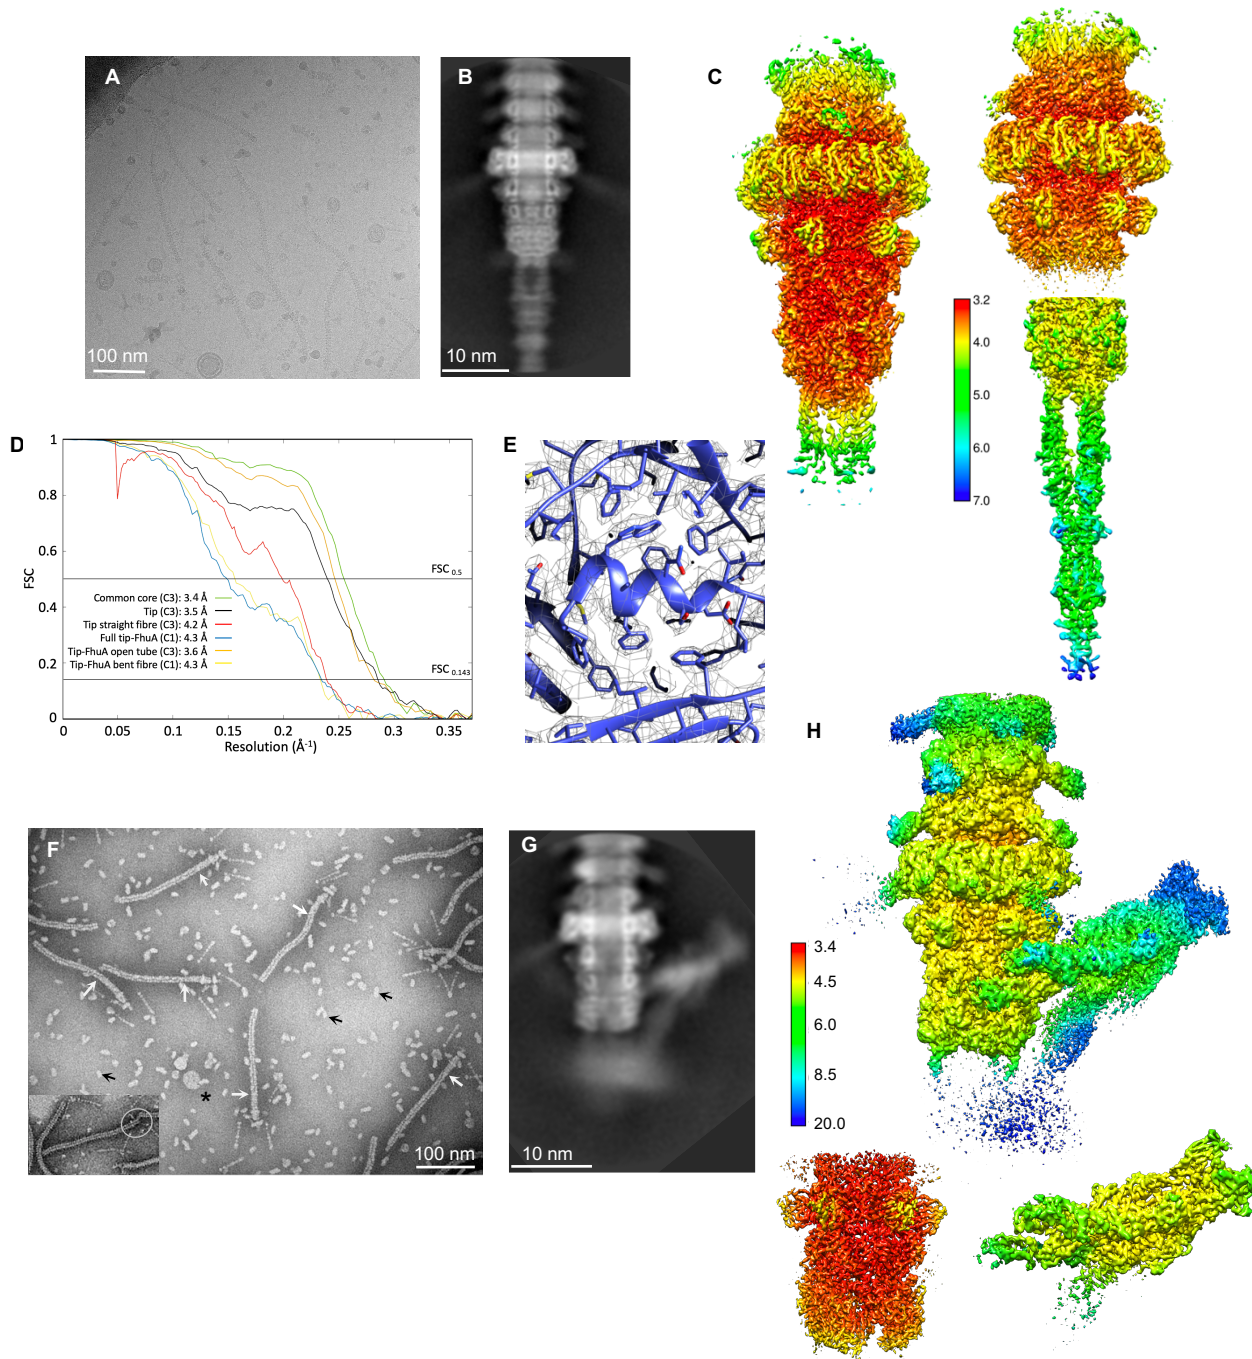 A
100 nm
B
10 nm
C
3.2
4.0
5.0
6.0
7.0
D
1
0.8
0.6
0.4
0.2
0
FSC
FSC 0.5
Common core (C3): 3.4 Å
Tip (C3): 3.5 Å
Tip straight fibre (C3): 4.2 Å
Full tip-FhuA (C1): 4.3 Å
Tip-FhuA open tube (C3): 3.6 Å
Tip-FhuA bent fibre (C1): 4.3 Å
FSC 0.143
0 0.05 0.1 0.15 0.2 0.25 0.3 0.35
Resolution (Å-1)
E
F
*
100 nm
G
10 nm
H
3.4
4.5
6.0
8.5
20.0